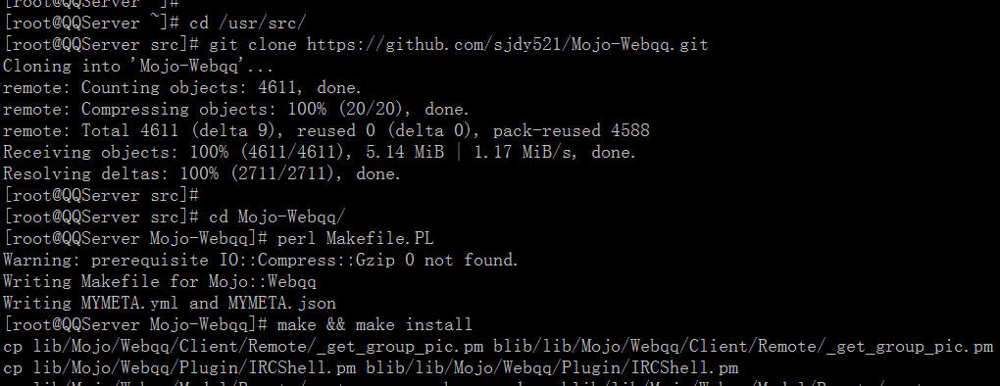 [root@QQServer ~]#
[root@QQServer ~]# cd /usr/src/
[root@QQServer src]# git clone https://github.com/sjdy521/Mojo-Webqq.git
Cloning into 'Mojo-Webqq'...
remote: Counting objects: 4611, done.
remote: Compressing objects: 100% (20/20), done.
remote: Total 4611 (delta 9), reused 0 (delta 0), pack-reused 4588
Receiving objects: 100% (4611/4611), 5.14 MiB | 1.17 MiB/s, done.
Resolving deltas: 100% (2711/2711), done.
[root@QQServer src]#
[root@QQServer src]# cd Mojo-Webqq/
[root@QQServer Mojo-Webqq]# perl Makefile.PL
Warning: prerequisite IO::Compress::Gzip 0 not found.
Writing Makefile for Mojo::Webqq
Writing MYMETA.yml and MYMETA.json
[root@QQServer Mojo-Webqq]# make && make install
cp lib/Mojo/Webqq/Client/Remote/_get_group_pic.pm blib/lib/Mojo/Webqq/Client/Remote/_get_group_pic.pm
cp lib/Mojo/Webqq/Plugin/IRCShell.pm blib/lib/Mojo/Webqq/Plugin/IRCShell.pm